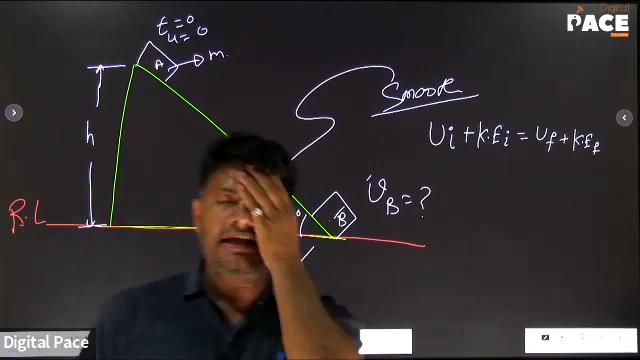 Digital
PACE
t=0
u=0
A
m
Smooth
h
Ui + K.Ei = Uf + K.Ef
R.L
B
VB = ?
Digital Pace